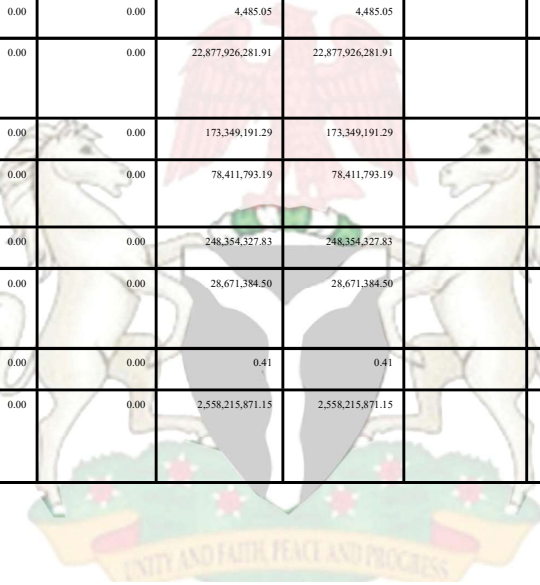 0.00 0.00 4,485.05 4,485.05
0.00 0.00 22,877,926,281.91 22,877,926,281.91
0.00 0.00 173,349,191.29 173,349,191.29
0.00 0.00 78,411,793.19 78,411,793.19
0.00 0.00 248,354,327.83 248,354,327.83
0.00 0.00 28,671,384.50 28,671,384.50
0.00 0.00 0.41 0.41
0.00 0.00 2,558,215,871.15 2,558,215,871.15
UNITY AND FAITH, PEACE AND PROGRESS